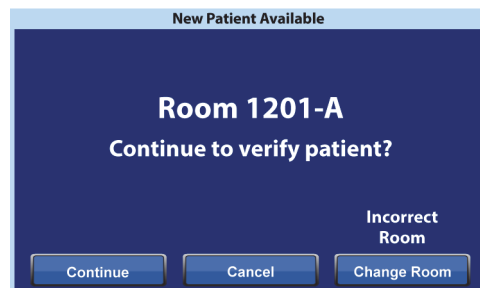 New Patient Available
Room 1201-A
Continue to verify patient?
Incorrect
Room
Continue
Cancel
Change Room